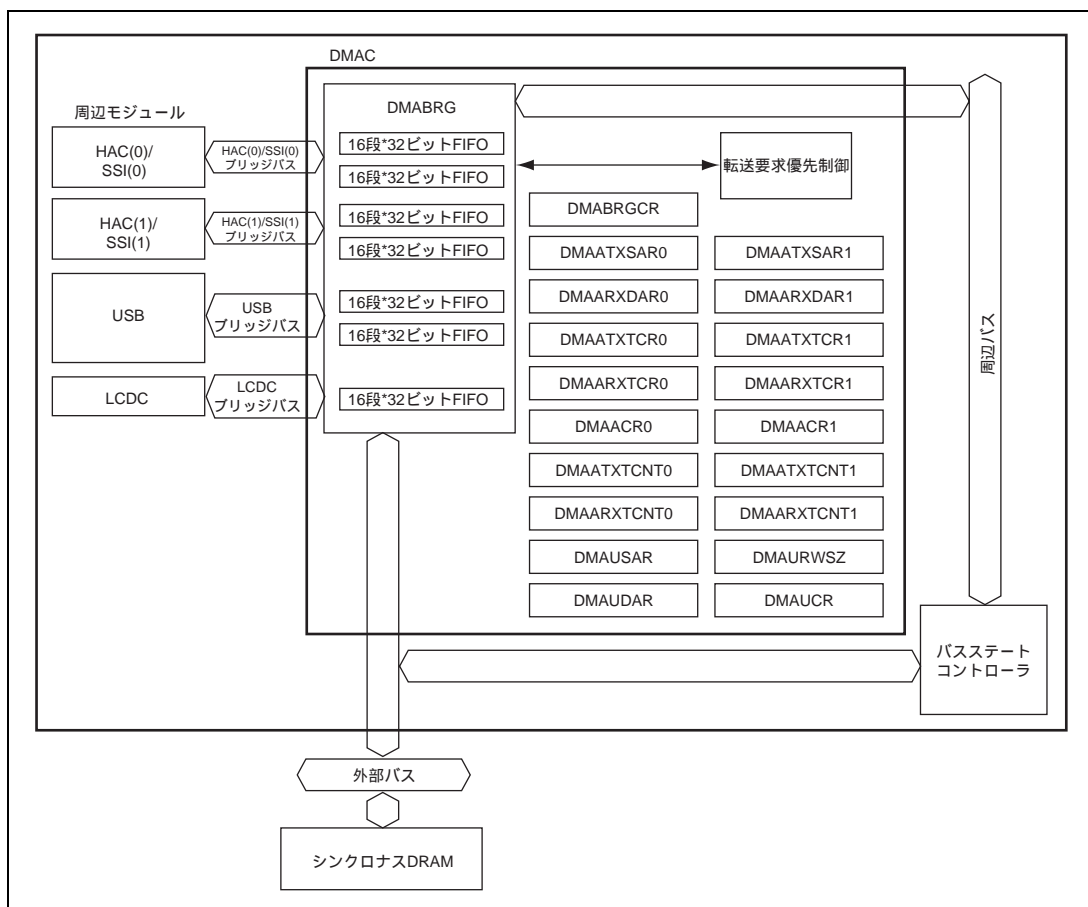 DMAC
周辺モジュール
DMABRG
HAC(0)/
SSI(0)
HAC(0)/SSI(0)
ブリッジバス
16段*32ビットFIFO
16段*32ビットFIFO
転送要求優先制御
HAC(1)/
SSI(1)
HAC(1)/SSI(1)
ブリッジバス
16段*32ビットFIFO
16段*32ビットFIFO
USB
USB
ブリッジバス
16段*32ビットFIFO
16段*32ビットFIFO
LCDC
LCDC
ブリッジバス
16段*32ビットFIFO
DMABRGCR
DMAATXSAR0
DMAATXSAR1
DMAARXDAR0
DMAARXDAR1
DMAATXTCR0
DMAATXTCR1
DMAARXTCR0
DMAARXTCR1
DMAACR0
DMAACR1
DMAATXTCNT0
DMAATXTCNT1
DMAARXTCNT0
DMAARXTCNT1
DMAUSAR
DMAURWSZ
DMAUDAR
DMAUCR
周辺バス
バスステート
コントローラ
外部バス
シンクロナスDRAM